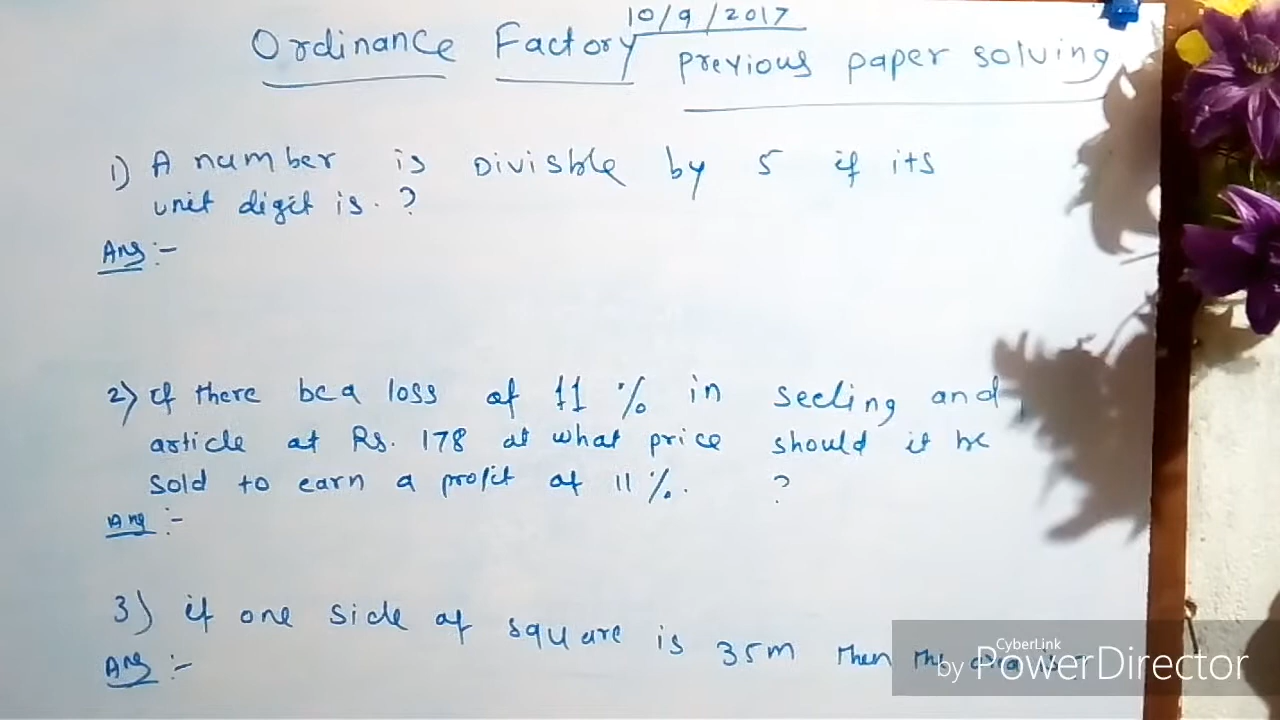 10/9/2017
Ordinance Factory previous paper solving
1) A number is Divisble by 5 if its
unit digit is. ?
Ans :-
2) if there be a loss of 11 % in seeling and
article at Rs. 178 at what price should it be
sold to earn a profit of 11 %. ?
Ans :-
3) if one side of square is 35m then the area is ?
Ans :-
CyberLink
by PowerDirector